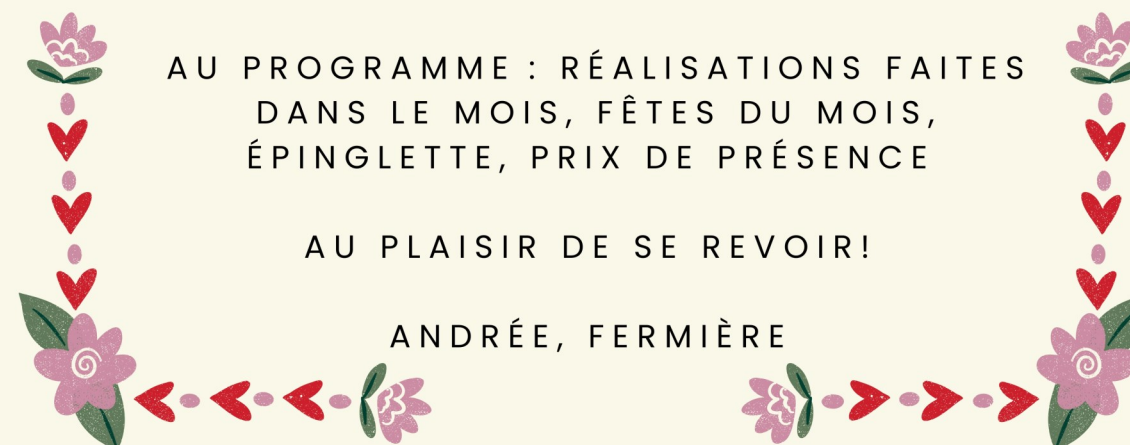 AU PROGRAMME : RÉALISATIONS FAITES
DANS LE MOIS, FÊTES DU MOIS,
ÉPINGLETTE, PRIX DE PRÉSENCE
AU PLAISIR DE SE REVOIR!
ANDRÉE, FERMIÈRE